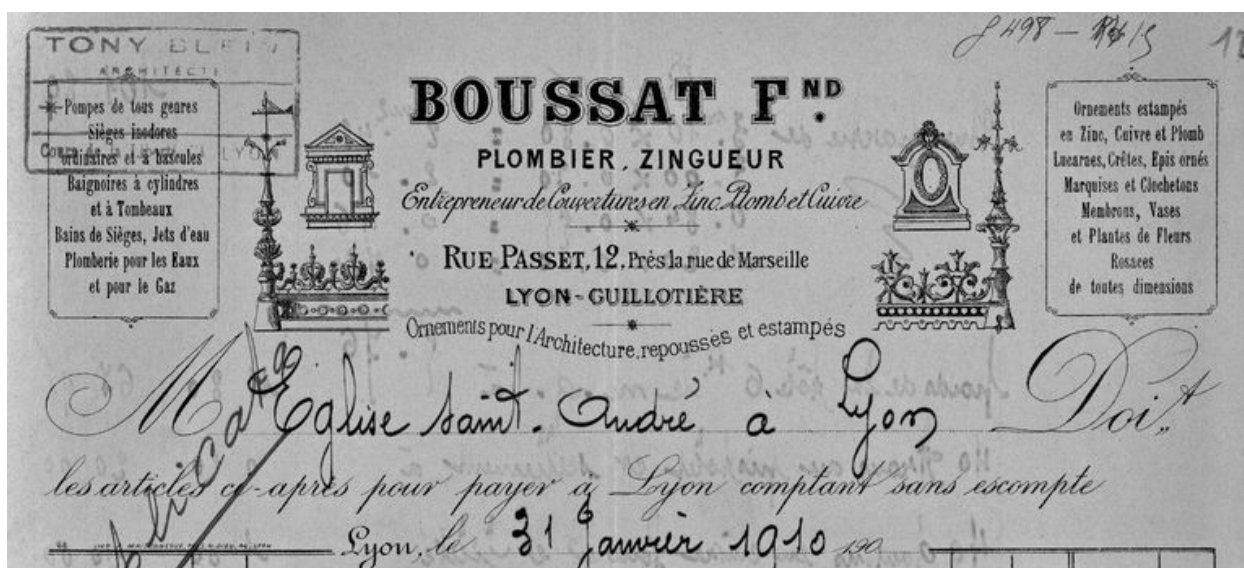 TONY BLEIN
ARCHITECTE
LYON
Pompes de tous genres
Sièges inodores
ordinaires et à bascules
Baignoires à cylindres
et à Tombeaux
Bains de Sièges, Jets d'eau
Plomberie pour les Eaux
et pour le Gaz
BOUSSAT FND.
PLOMBIER, ZINGUEUR
Entrepreneur de Couvertures en Zinc, Plomb et Cuivre
RUE PASSET, 12, Près la rue de Marseille
LYON-GUILLOTIÈRE
Ornements pour l'Architecture, repoussés et estampés
Ornements estampés
en Zinc, Cuivre et Plomb
Lucarnes, Crêtes, Epis ornés
Marquises et Clochetons
Membrons, Vases
et Plantes de Fleurs
Rosaces
de toutes dimensions
M Eglise Saint-André à Lyon Doit
les articles ci-après pour payer à Lyon comptant sans escompte
Lyon, le 31 Janvier 1910 190